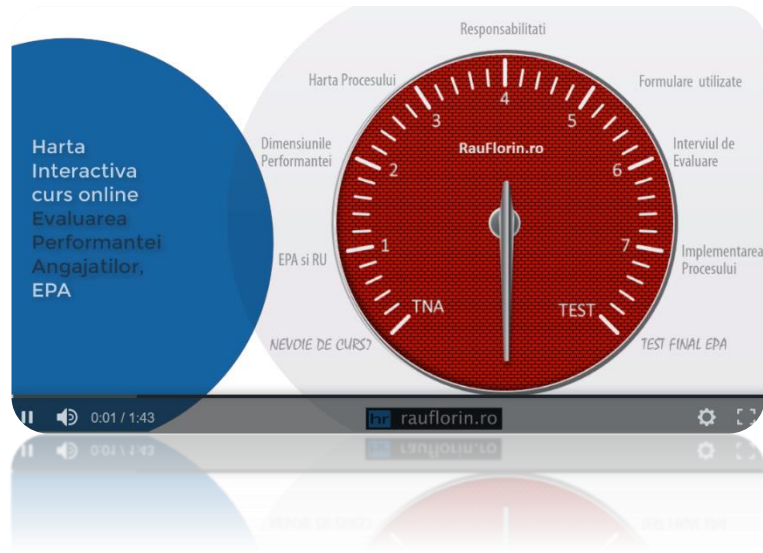 Harta
Interactiva
curs online
Evaluarea
Performantei
Angajatilor,
EPA
Responsabilitati
Harta Procesului
Formulare utilizate
Dimensiunile
Performantei
Interviul de
Evaluare
EPA si RU
Implementarea
Procesului
NEVOIE DE CURS?
TEST FINAL EPA
RauFlorin.ro
TNA
1
2
3
4
5
6
7
TEST
0:01 / 1:43
hr rauflorin.ro